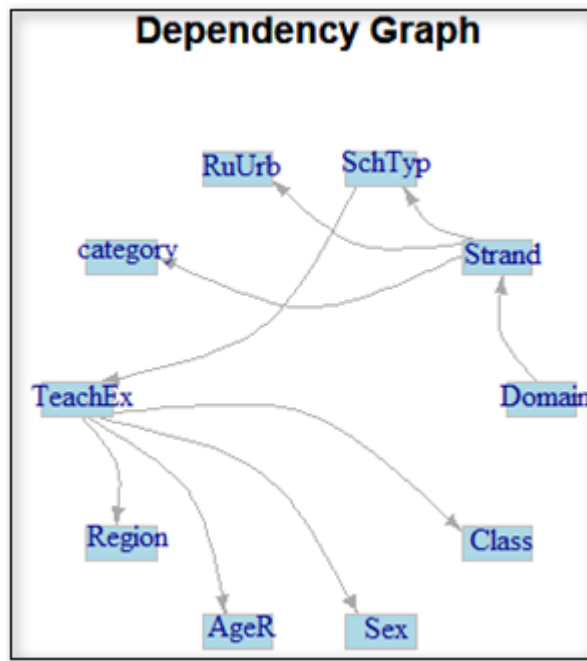 Dependency Graph
RuUrb
SchTyp
category
Strand
TeachEx
Domain
Region
Class
AgeR
Sex